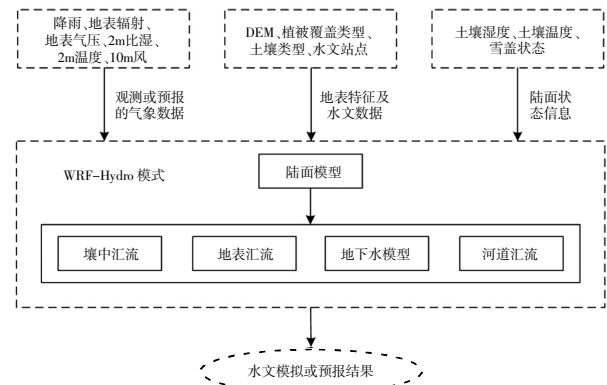 降雨、地表辐射、
地表气压、2m比湿、
2m温度、10m风
DEM、植被覆盖类型、
土壤类型、水文站点
土壤湿度、土壤温度、
雪盖状态
观测或预报
的气象数据
地表特征及
水文数据
陆面状
态信息
WRF-Hydro 模式
陆面模型
壤中汇流
地表汇流
地下水模型
河道汇流
水文模拟或预报结果